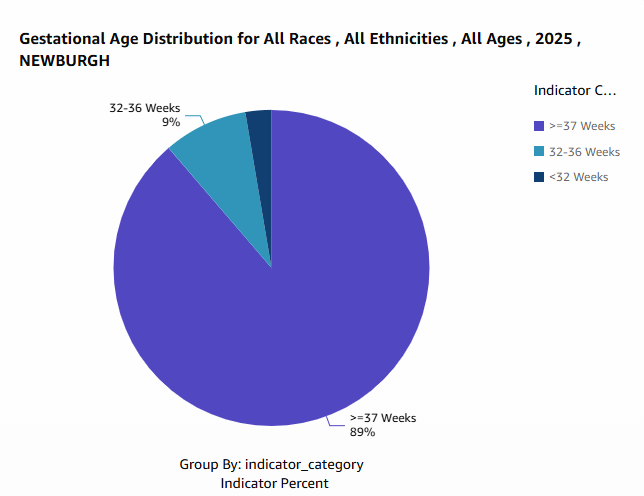 Gestational Age Distribution for All Races , All Ethnicities , All Ages , 2025 ,
NEWBURGH
Indicator C...
>=37 Weeks
32-36 Weeks
<32 Weeks
32-36 Weeks
9%
>=37 Weeks
89%
Group By: indicator_category
Indicator Percent